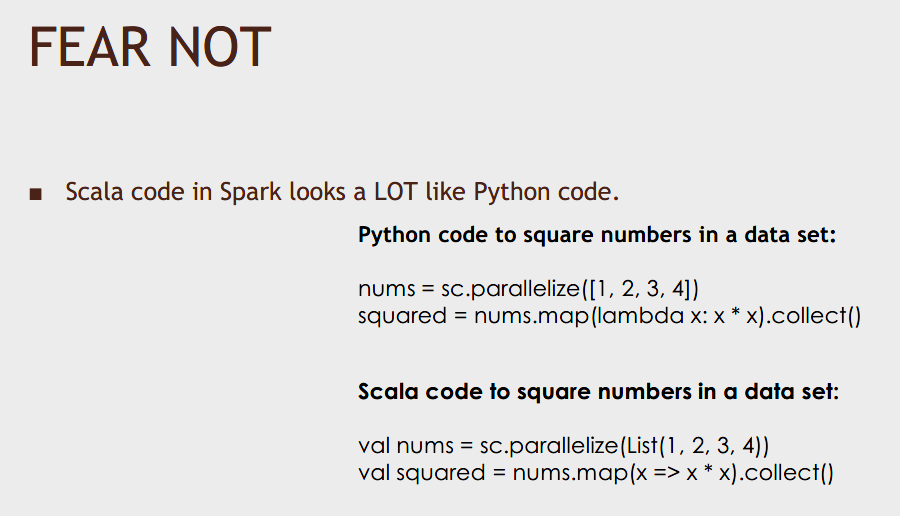 FEAR NOT
▪ Scala code in Spark looks a LOT like Python code.
Python code to square numbers in a data set:
nums = sc.parallelize([1, 2, 3, 4])
squared = nums.map(lambda x: x * x).collect()
Scala code to square numbers in a data set:
val nums = sc.parallelize(List(1, 2, 3, 4))
val squared = nums.map(x => x * x).collect()